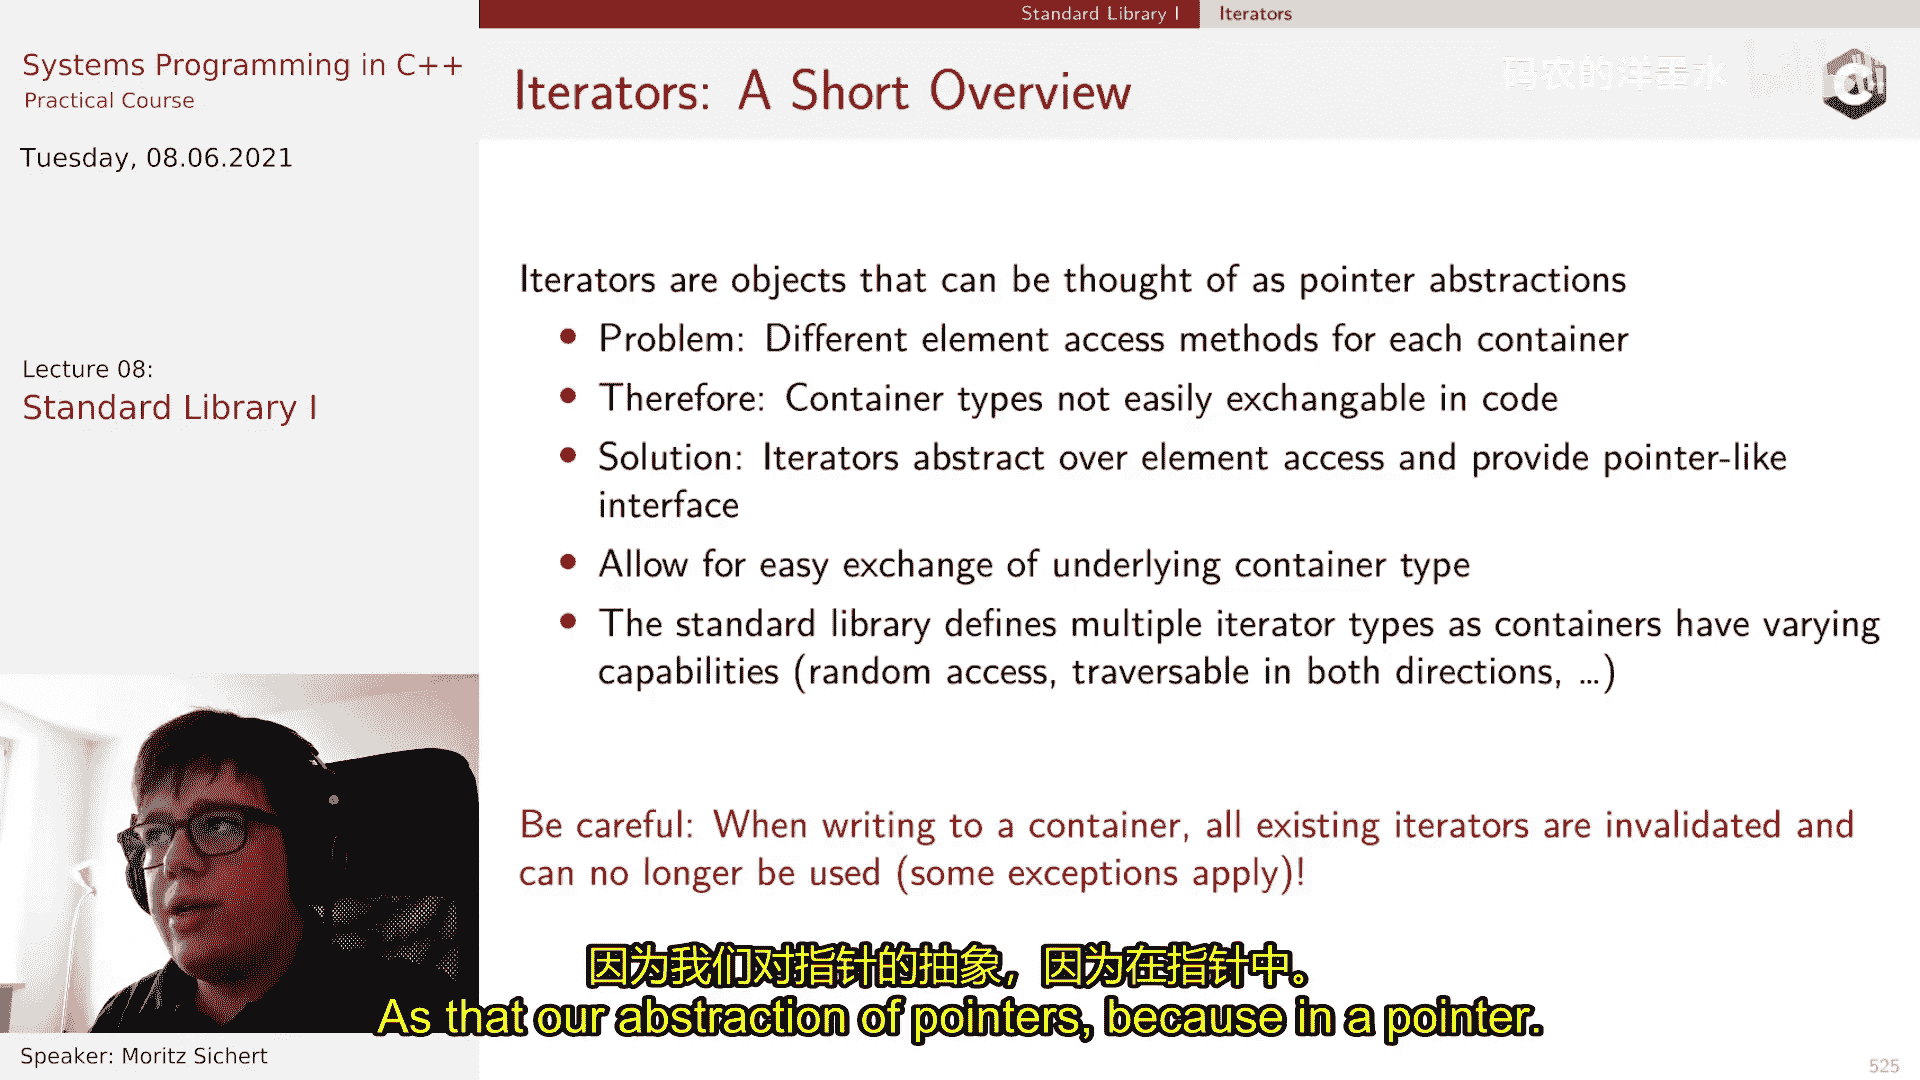 Standard Library I
Iterators
Systems Programming in C++
Practical Course
Tuesday, 08.06.2021
Lecture 08:
Standard Library I
Iterators: A Short Overview
码农的洋墨水
Iterators are objects that can be thought of as pointer abstractions
• Problem: Different element access methods for each container
• Therefore: Container types not easily exchangable in code
• Solution: Iterators abstract over element access and provide pointer-like
interface
• Allow for easy exchange of underlying container type
• The standard library defines multiple iterator types as containers have varying
capabilities (random access, traversable in both directions, …)
Be careful: When writing to a container, all existing iterators are invalidated and
can no longer be used (some exceptions apply)!
因为我们对指针的抽象，因为在指针中。
As that our abstraction of pointers, because in a pointer.
Speaker: Moritz Sichert
525